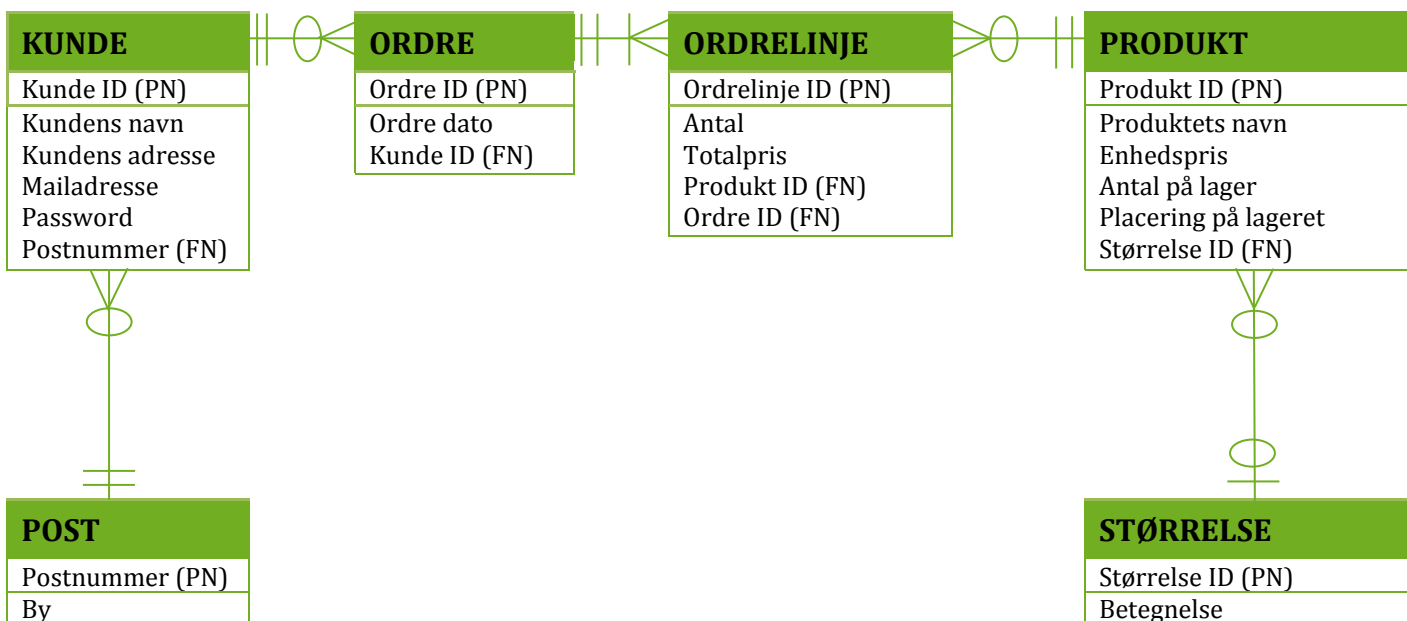 KUNDE
Kunde ID (PN)
Kundens navn
Kundens adresse
Mailadresse
Password
Postnummer (FN)
ORDRE
Ordre ID (PN)
Ordre dato
Kunde ID (FN)
ORDRELINJE
Ordrelinje ID (PN)
Antal
Totalpris
Produkt ID (FN)
Ordre ID (FN)
PRODUKT
Produkt ID (PN)
Produktets navn
Enhedspris
Antal på lager
Placering på lageret
Størrelse ID (FN)
POST
Postnummer (PN)
By
STØRRELSE
Størrelse ID (PN)
Betegnelse